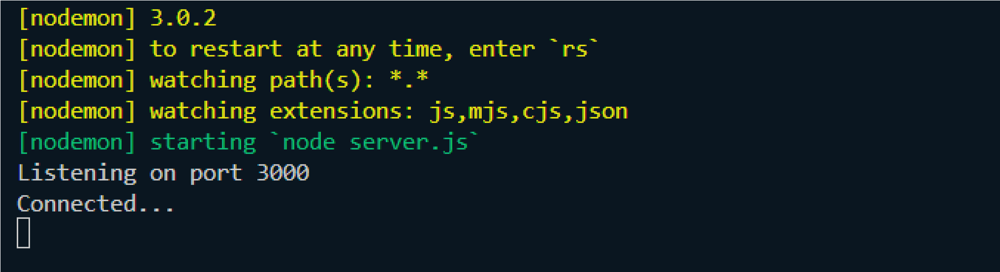 [nodemon] 3.0.2
[nodemon] to restart at any time, enter `rs`
[nodemon] watching path(s): *.*
[nodemon] watching extensions: js,mjs,cjs,json
[nodemon] starting `node server.js`
Listening on port 3000
Connected...